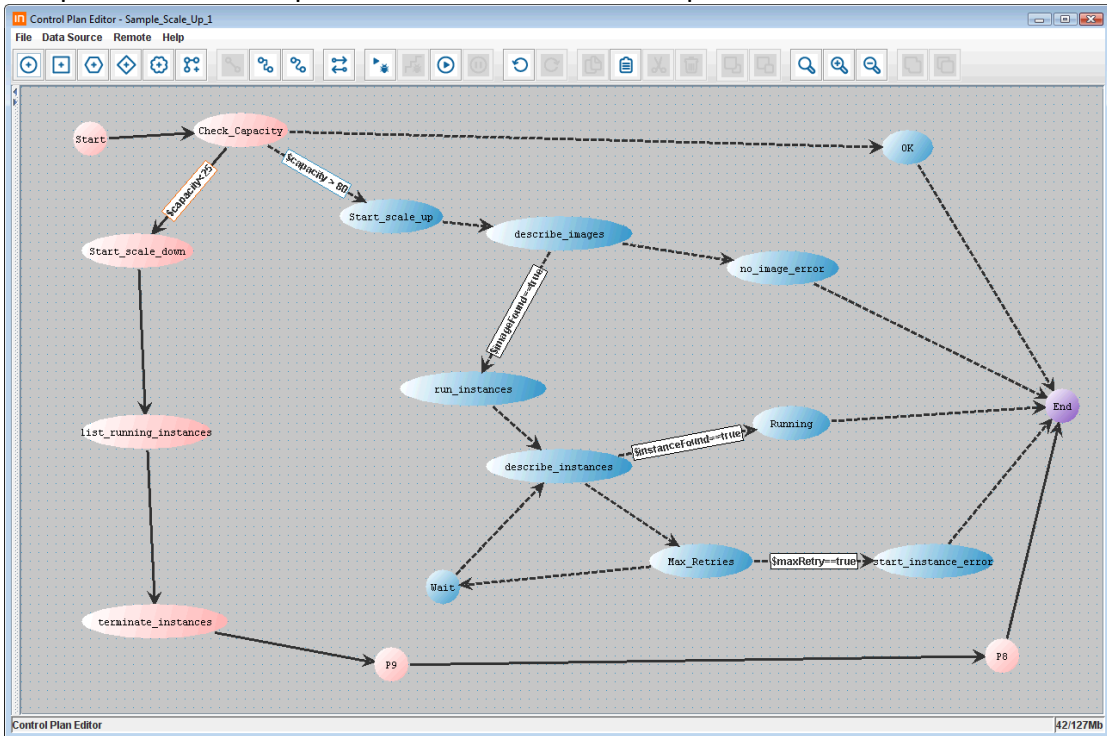 in Control Plan Editor - Sample_Scale_Up_1
File Data Source Remote Help
Start
Check_Capacity
OK
$capacity<25
$capacity > 80
Start_scale_up
describe_images
Start_scale_down
no_image_error
$imageFound==true
run_instances
End
Running
list_running_instances
$instanceFound==true
describe_instances
Max_Retries
$maxRetry==true
start_instance_error
Wait
terminate_instances
P9
P8
Control Plan Editor 42/127Mb